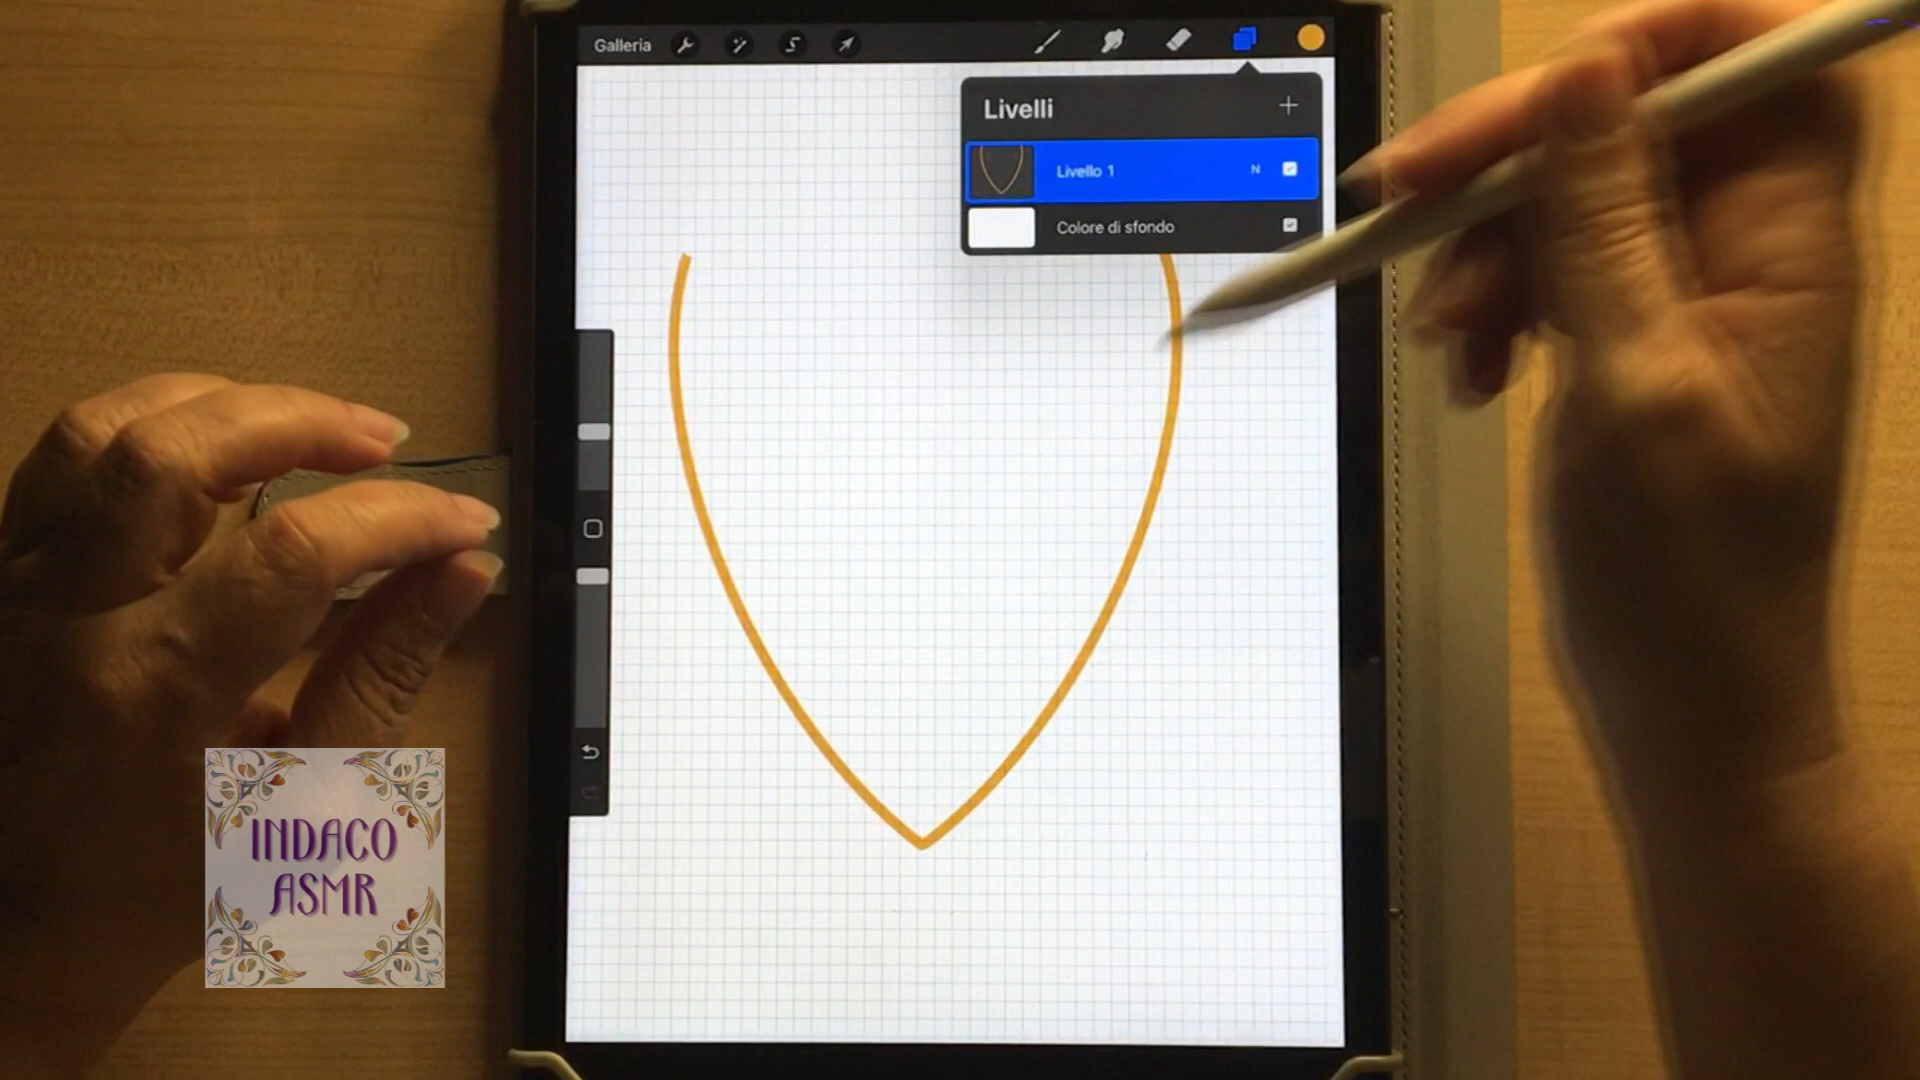 Galleria
Livelli
Livello 1 N
Colore di sfondo
INDACO
ASMR